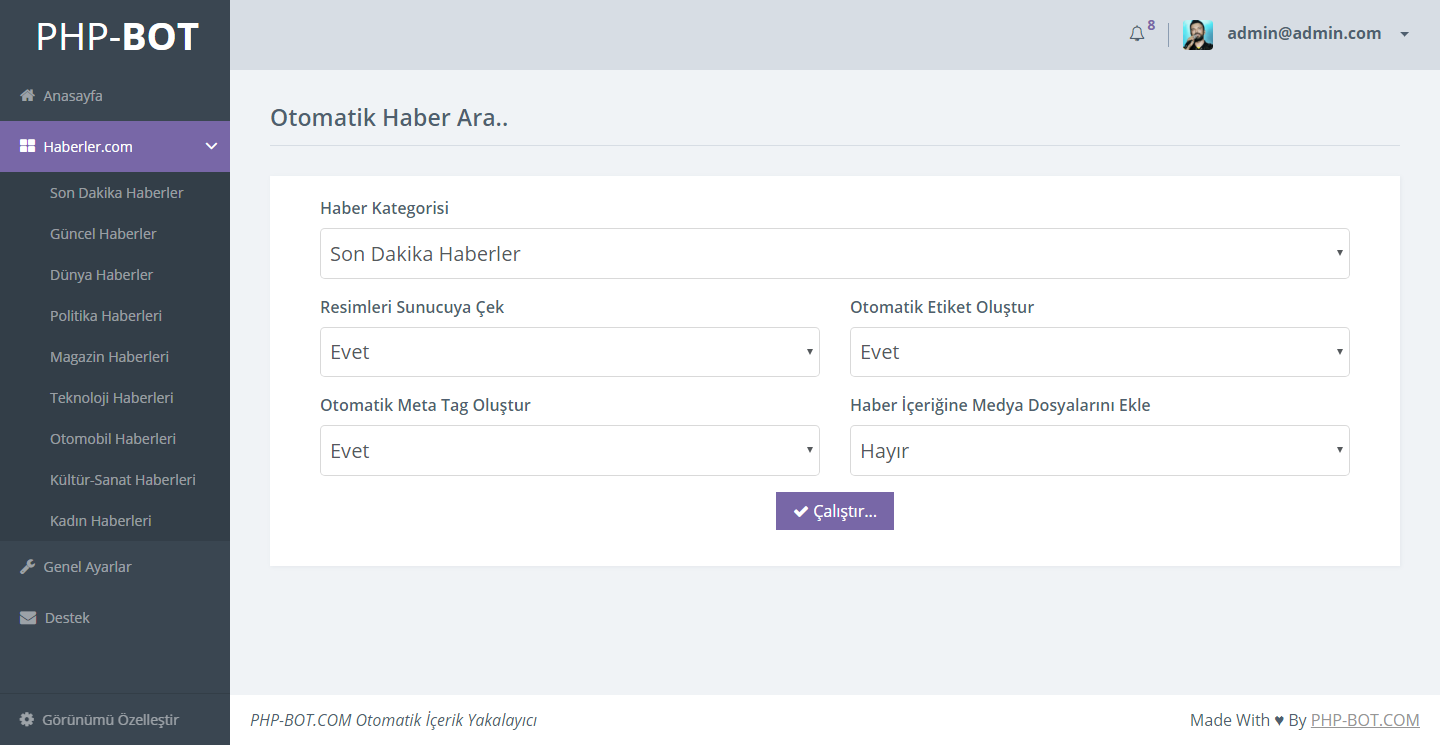 PHP-BOT
8
admin@admin.com
Anasayfa
Haberler.com
Son Dakika Haberler
Güncel Haberler
Dünya Haberler
Politika Haberleri
Magazin Haberleri
Teknoloji Haberleri
Otomobil Haberleri
Kültür-Sanat Haberleri
Kadın Haberleri
Genel Ayarlar
Destek
Görünümü Özelleştir
Otomatik Haber Ara..
Haber Kategorisi
Son Dakika Haberler
Resimleri Sunucuya Çek
Evet
Otomatik Etiket Oluştur
Evet
Otomatik Meta Tag Oluştur
Evet
Haber İçeriğine Medya Dosyalarını Ekle
Hayır
Çalıştır...
PHP-BOT.COM Otomatik İçerik Yakalayıcı
Made With ♥ By PHP-BOT.COM